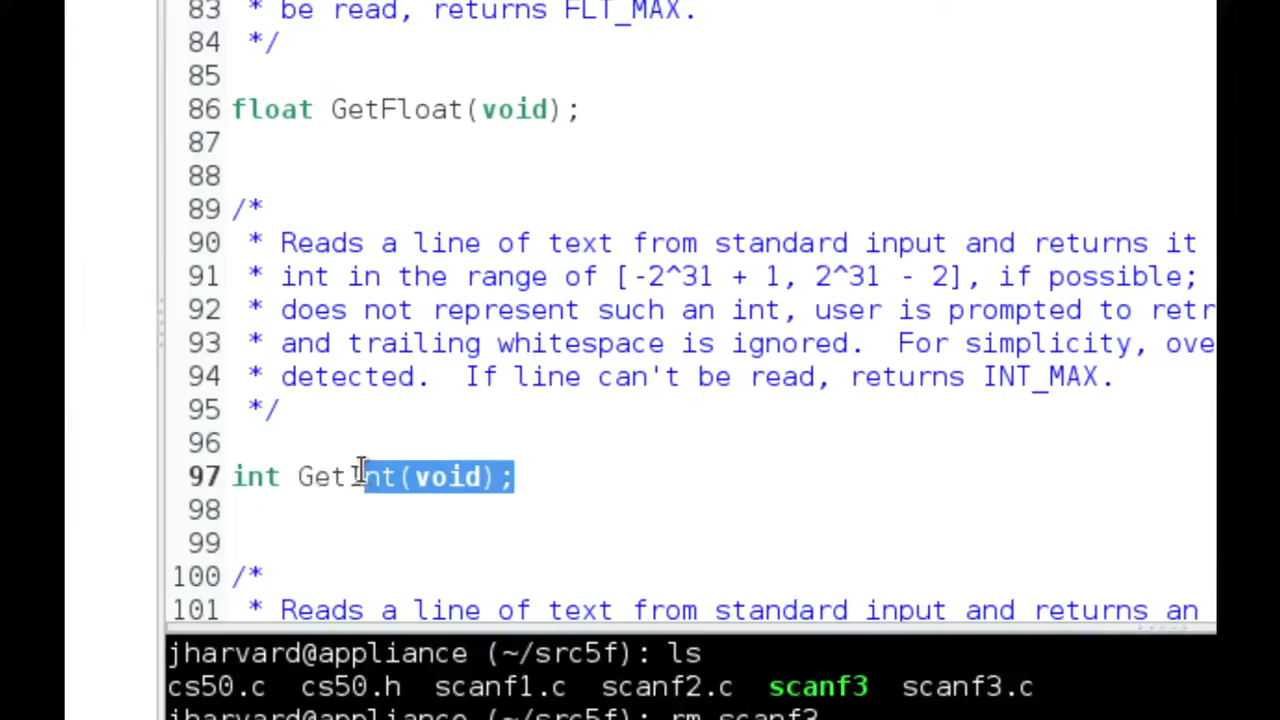 83 * be read, returns FLT_MAX.
84 */
85
86 float GetFloat(void);
87
88
89 /*
90 * Reads a line of text from standard input and returns it
91 * int in the range of [-2^31 + 1, 2^31 - 2], if possible;
92 * does not represent such an int, user is prompted to retr
93 * and trailing whitespace is ignored.  For simplicity, ove
94 * detected.  If line can't be read, returns INT_MAX.
95 */
96
97 int GetInt(void);
98
99
100 /*
101 * Reads a line of text from standard input and returns an
jharvard@appliance (~/src5f): ls
cs50.c  cs50.h  scanf1.c  scanf2.c  scanf3  scanf3.c
jharvard@appliance (~/src5f): rm scanf3